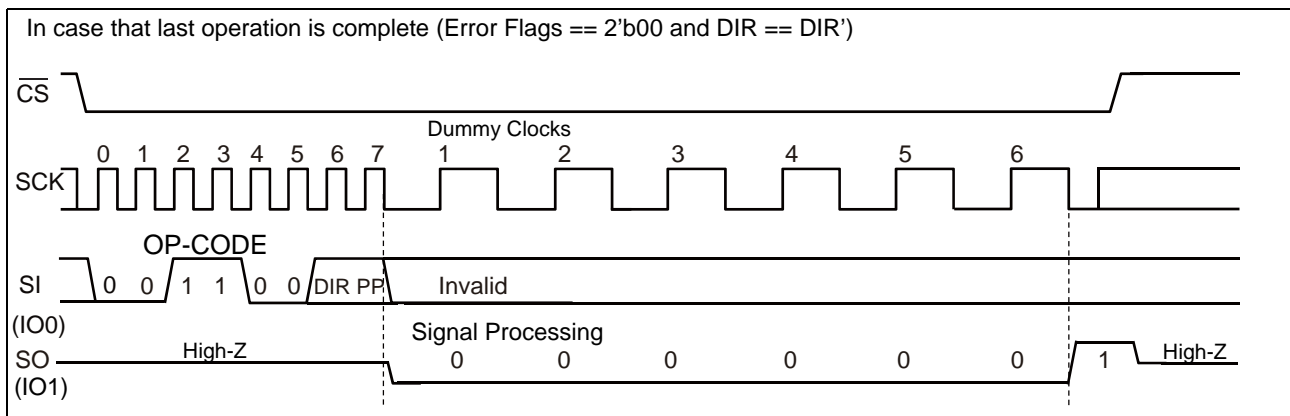 In case that last operation is complete (Error Flags == 2'b00 and DIR == DIR’)
CS
Dummy Clocks
0 1 2 3 4 5 6 7 1 2 3 4 5 6
SCK
OP-CODE
SI 0 0 1 1 0 0 DIR PP Invalid
(IO0)
Signal Processing
SO High-Z 0 0 0 0 0 0 1 High-Z
(IO1)